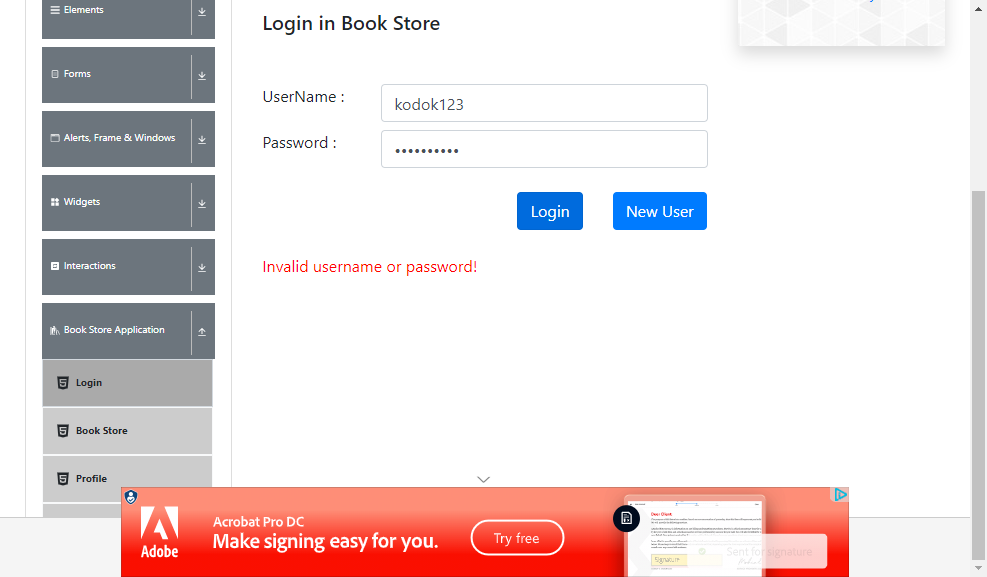 Elements
Login in Book Store
Forms
UserName :
kodok123
Password :
••••••••••
Alerts, Frame & Windows
Widgets
Login
New User
Interactions
Invalid username or password!
Book Store Application
Login
Book Store
Profile
Acrobat Pro DC
Make signing easy for you.
Adobe
Try free
Dear Client
Signature
Sent for signature